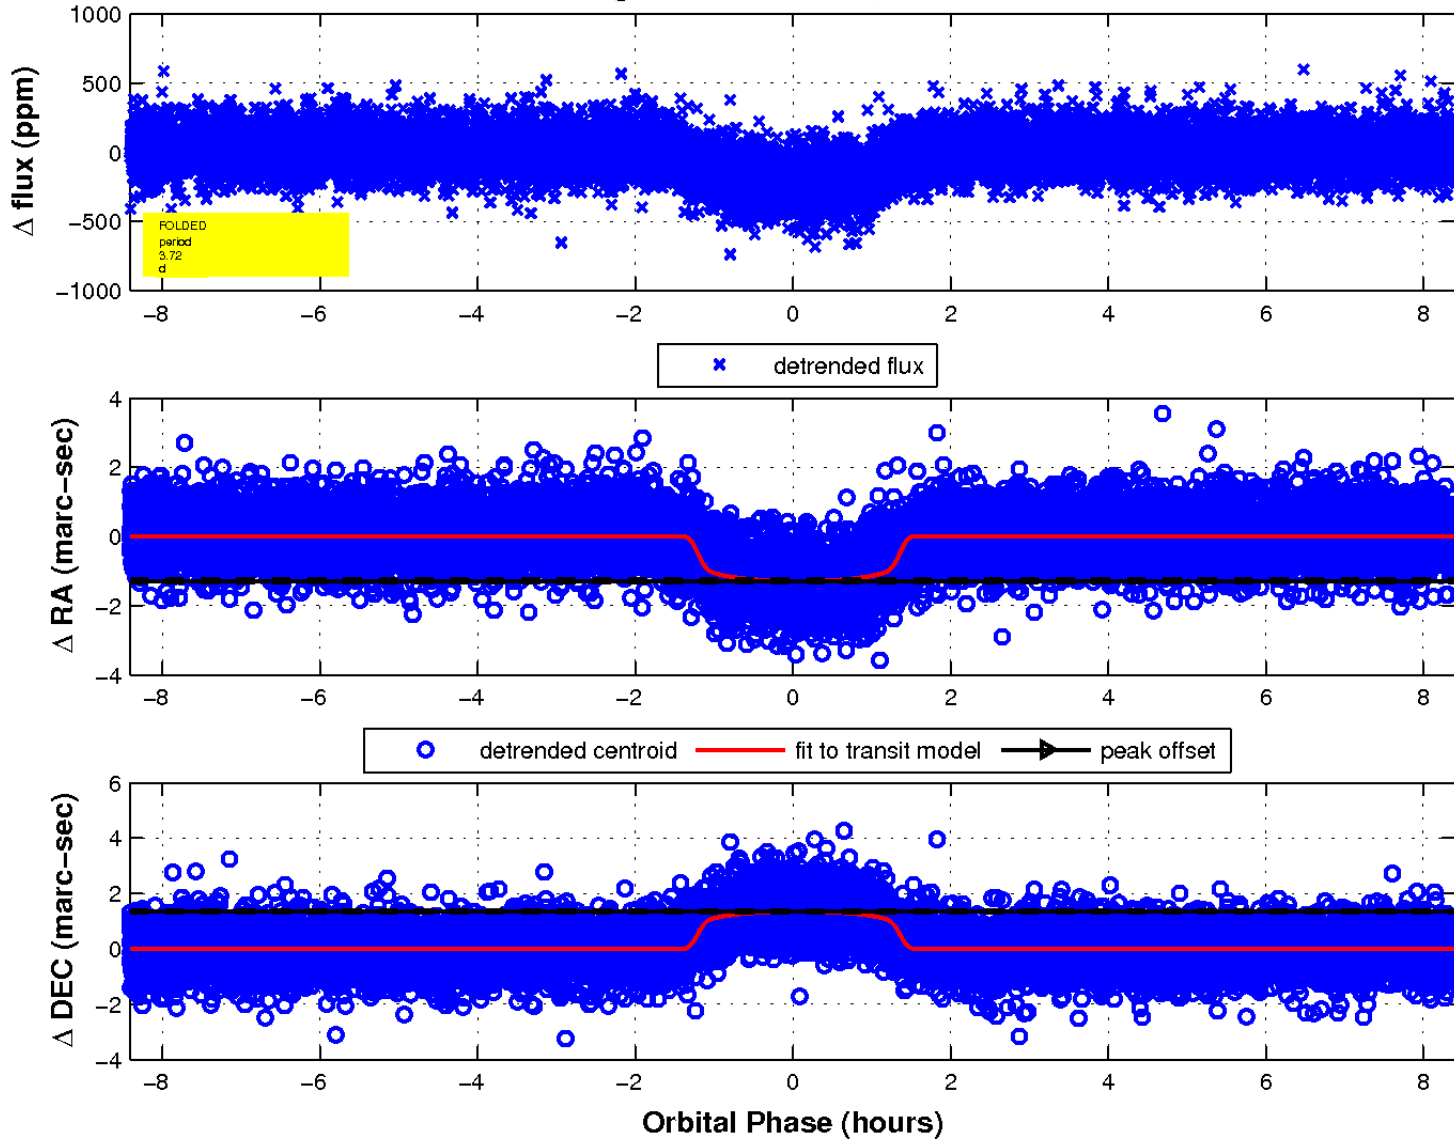 1000
500
0
−500
−1000
Δ flux (ppm)
FOLDED
period
3.72
d
−8 −6 −4 −2 0 2 4 6 8
detrended flux
4
2
0
−2
−4
Δ RA (marc−sec)
−8 −6 −4 −2 0 2 4 6 8
detrended centroid fit to transit model peak offset
6
4
2
0
−2
−4
Δ DEC (marc−sec)
−8 −6 −4 −2 0 2 4 6 8
Orbital Phase (hours)